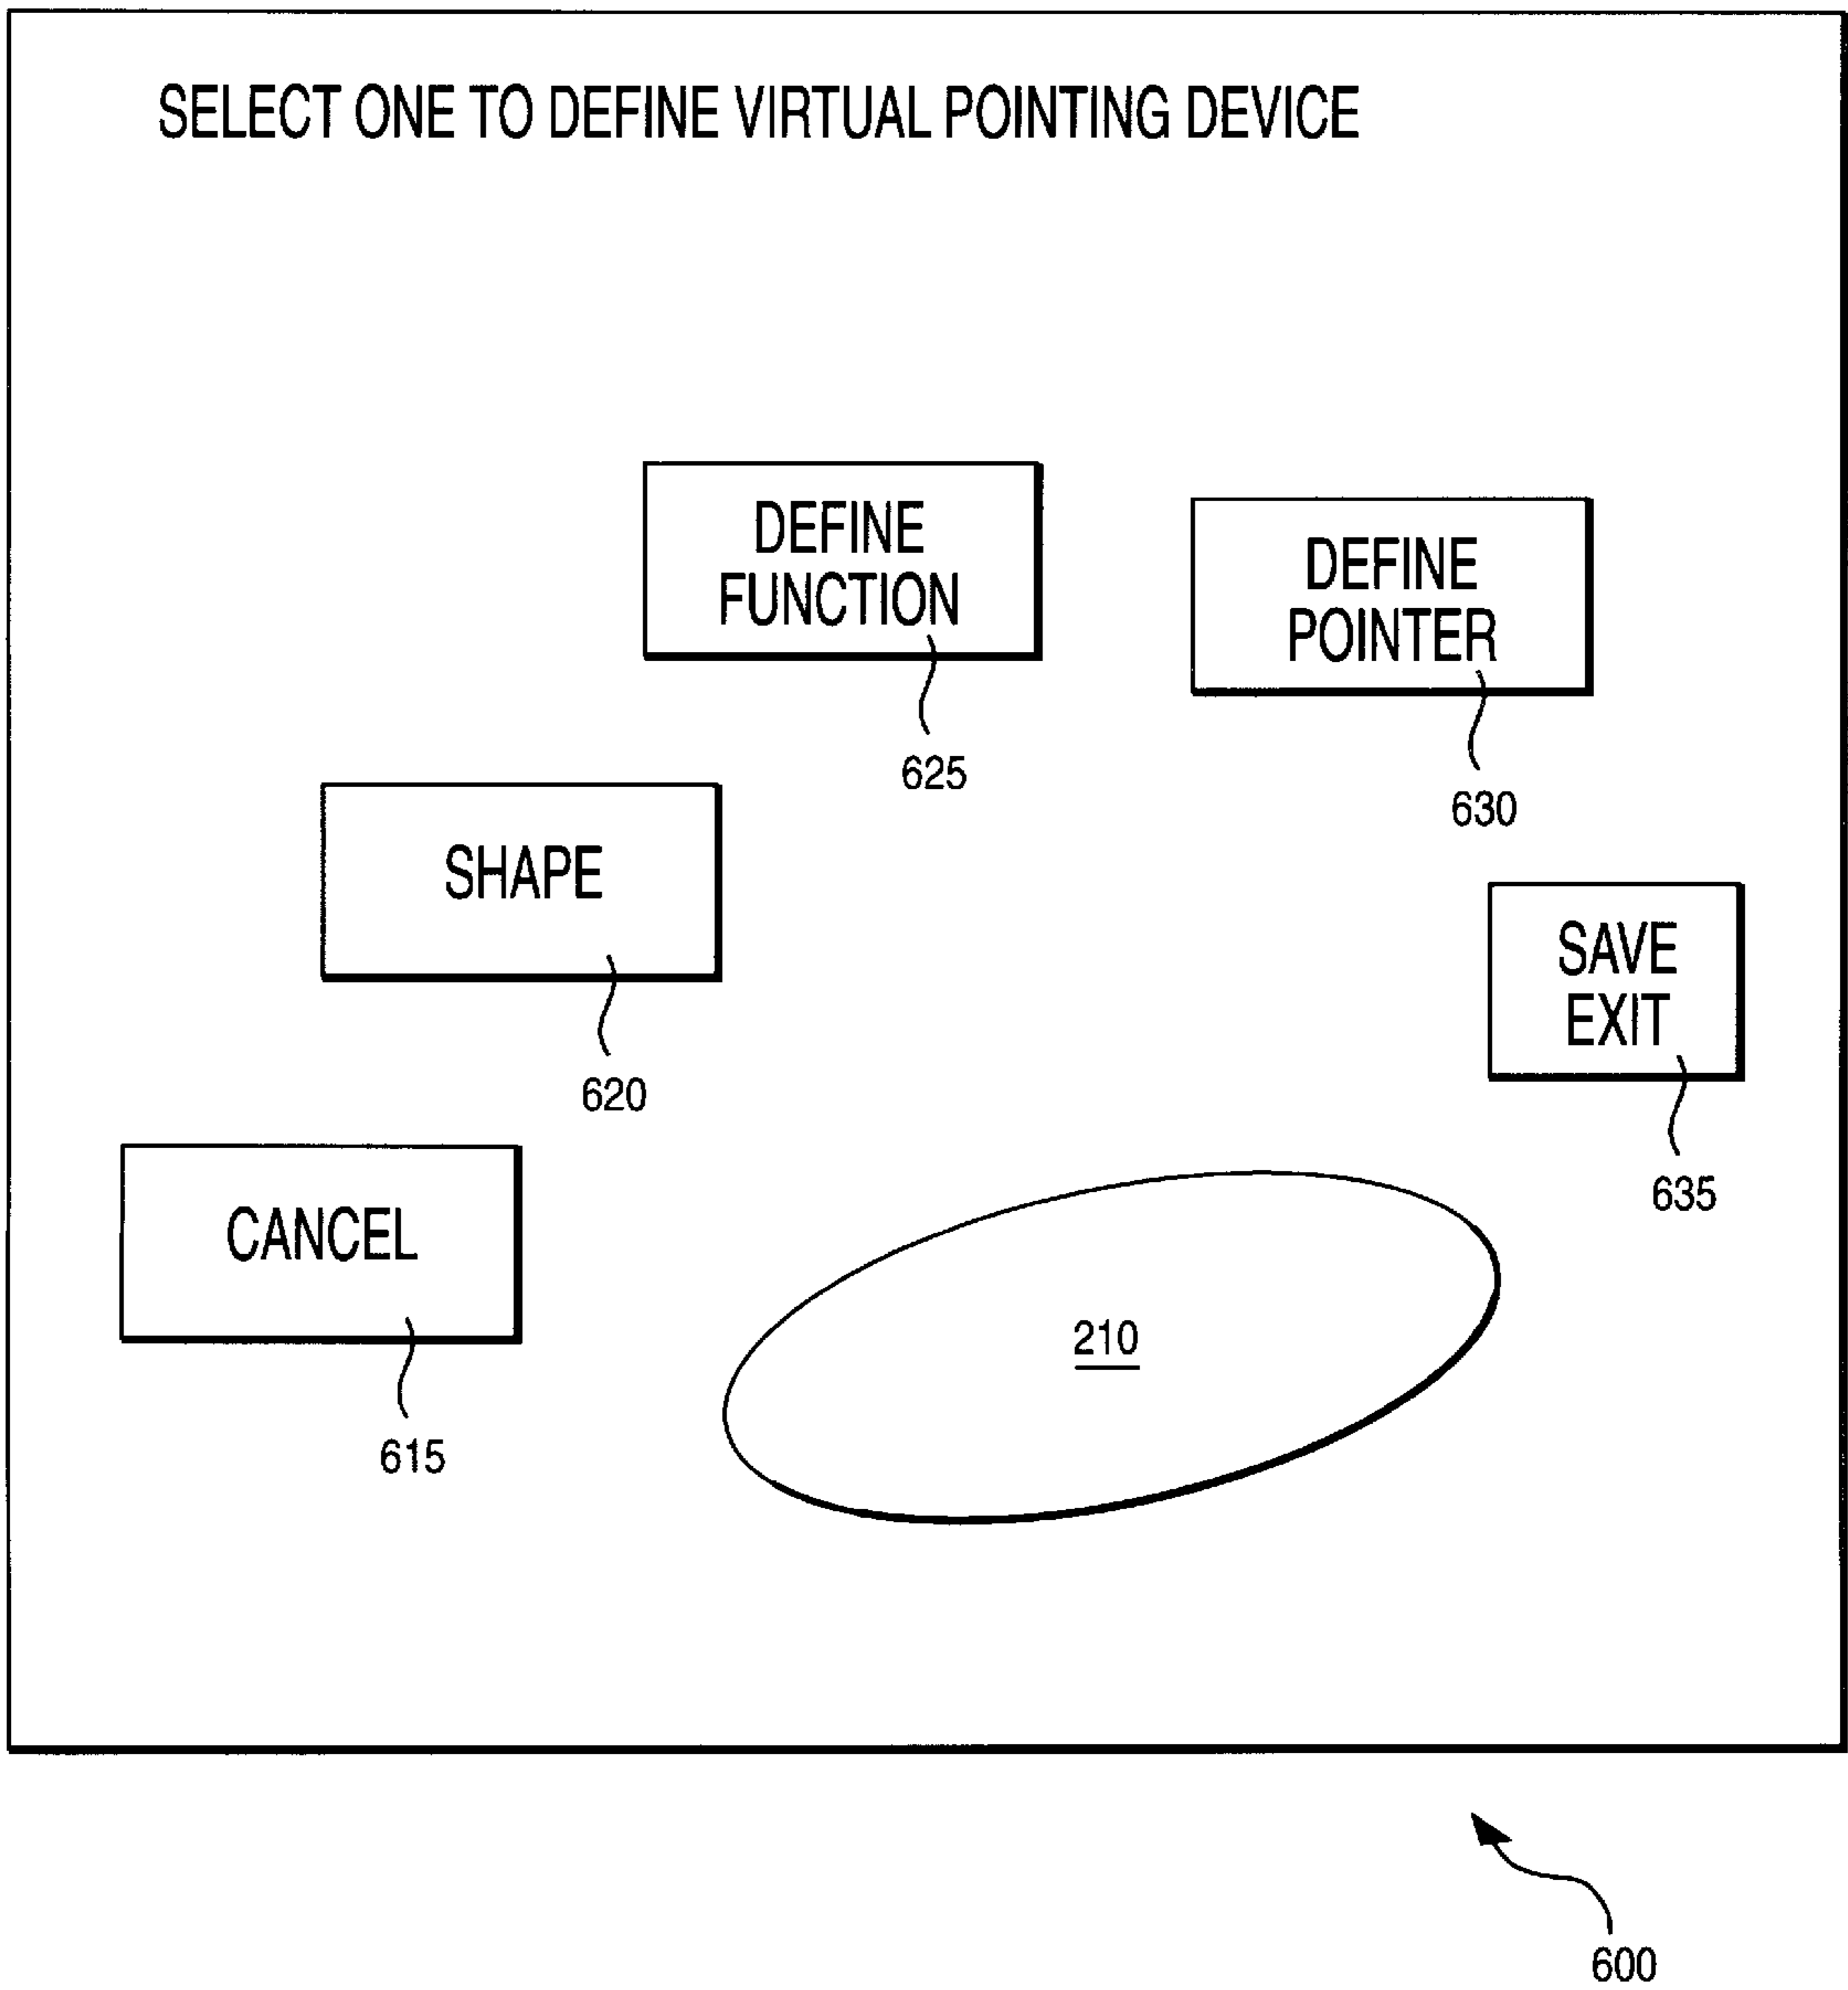 SELECT ONE TO DEFINE VIRTUAL POINTING DEVICE
DEFINE
FUNCTION
625
DEFINE
POINTER
630
SHAPE
620
SAVE
EXIT
635
CANCEL
615
210
600